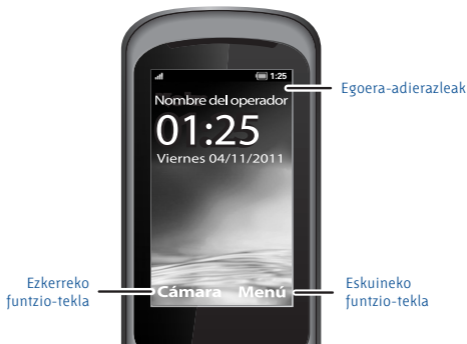 1:25
Egoera-adierazleak
Nombre del operador
01:25
Viernes 04/11/2011
Ezkerreko
funtzio-tekla
Cámara Menú
Eskuineko
funtzio-tekla